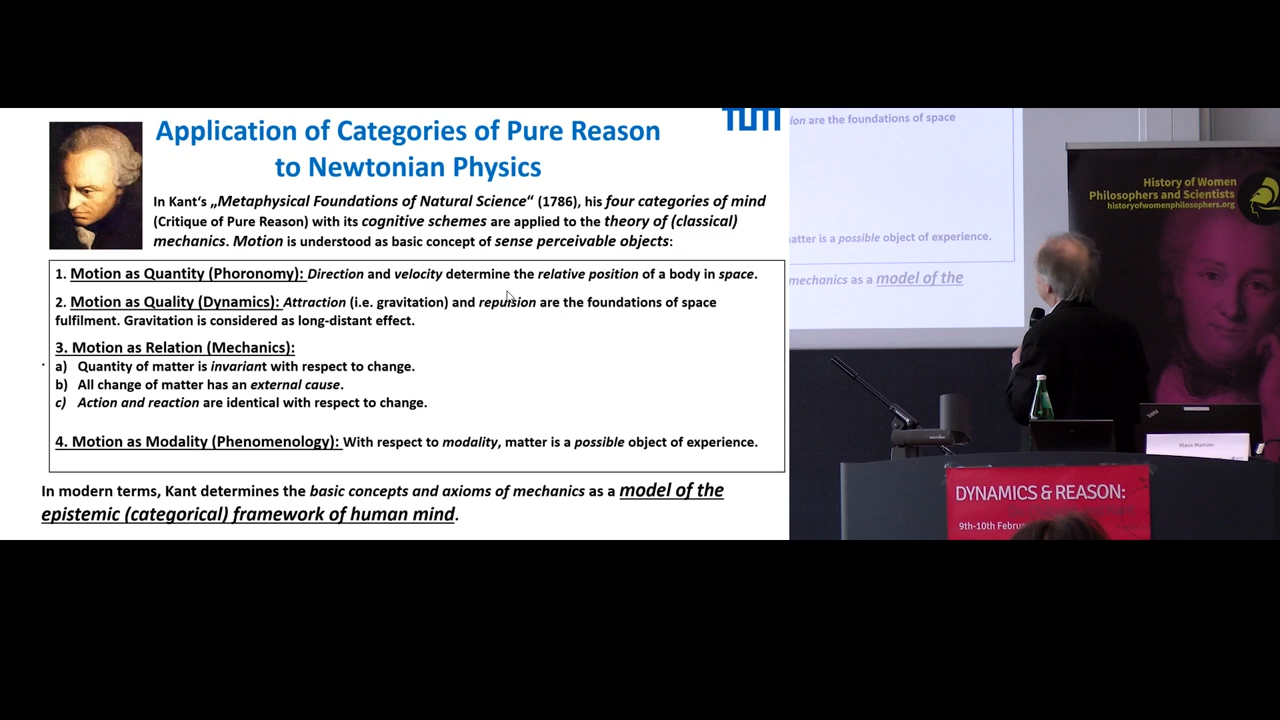 Application of Categories of Pure Reason
to Newtonian Physics
TUM
In Kant‘s „Metaphysical Foundations of Natural Science“ (1786), his four categories of mind
(Critique of Pure Reason) with its cognitive schemes are applied to the theory of (classical)
mechanics. Motion is understood as basic concept of sense perceivable objects:
1. Motion as Quantity (Phoronomy): Direction and velocity determine the relative position of a body in space.
2. Motion as Quality (Dynamics): Attraction (i.e. gravitation) and repulsion are the foundations of space
fulfilment. Gravitation is considered as long-distant effect.
3. Motion as Relation (Mechanics):
a) Quantity of matter is invariant with respect to change.
b) All change of matter has an external cause.
c) Action and reaction are identical with respect to change.
4. Motion as Modality (Phenomenology): With respect to modality, matter is a possible object of experience.
In modern terms, Kant determines the basic concepts and axioms of mechanics as a model of the
epistemic (categorical) framework of human mind.
ion are the foundations of space
atter is a possible object of experience.
mechanics as a model of the
History of Women
Philosophers and Scientists
historyofwomenphilosophers.org
Klaus Mainzer
DYNAMICS & REASON:
9th-10th Februa